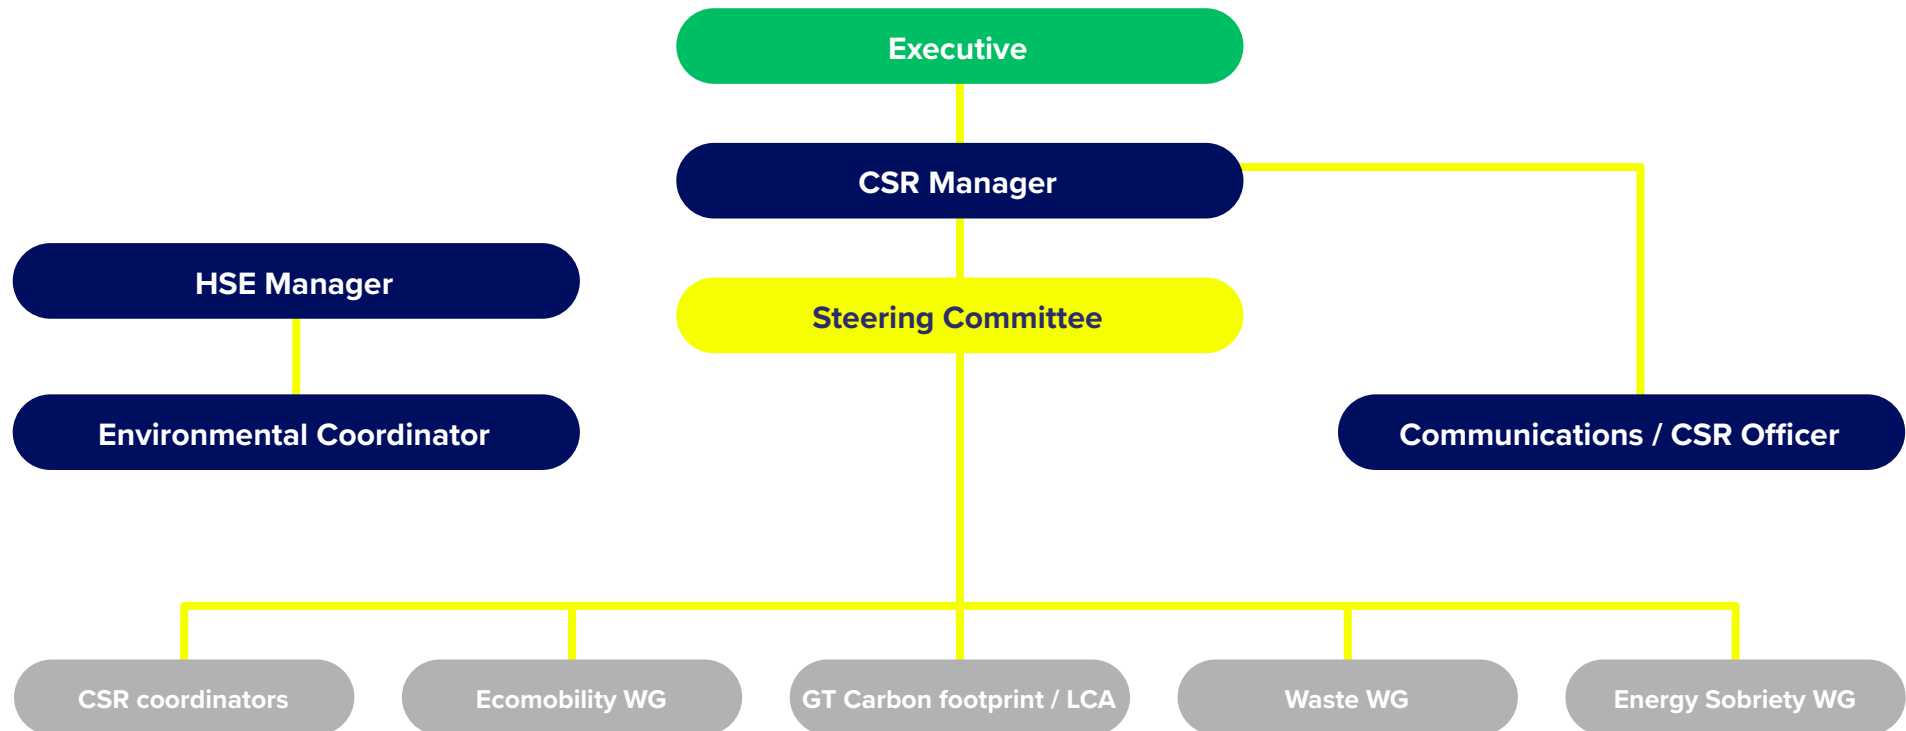 Executive
CSR Manager
HSE Manager
Steering Committee
Environmental Coordinator
Communications / CSR Officer
CSR coordinators
Ecomobility WG
GT Carbon footprint / LCA
Waste WG
Energy Sobriety WG